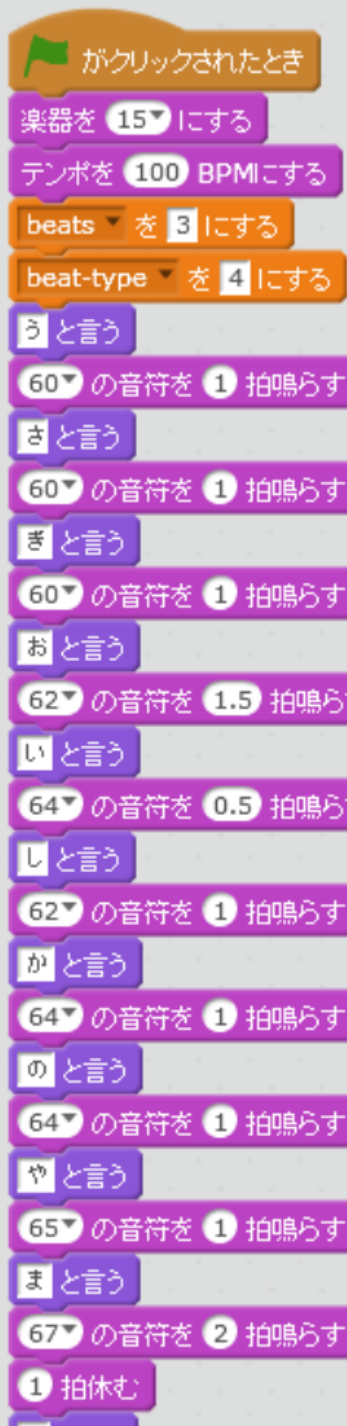 がクリックされたとき
楽器を 15 にする
テンポを 100 BPMにする
beats を 3 にする
beat-type を 4 にする
う と言う
60 の音符を 1 拍鳴らす
さ と言う
60 の音符を 1 拍鳴らす
ぎ と言う
60 の音符を 1 拍鳴らす
お と言う
62 の音符を 1.5 拍鳴ら
い と言う
64 の音符を 0.5 拍鳴ら
し と言う
62 の音符を 1 拍鳴らす
か と言う
64 の音符を 1 拍鳴らす
の と言う
64 の音符を 1 拍鳴らす
や と言う
65 の音符を 1 拍鳴らす
ま と言う
67 の音符を 2 拍鳴らす
1 拍休む